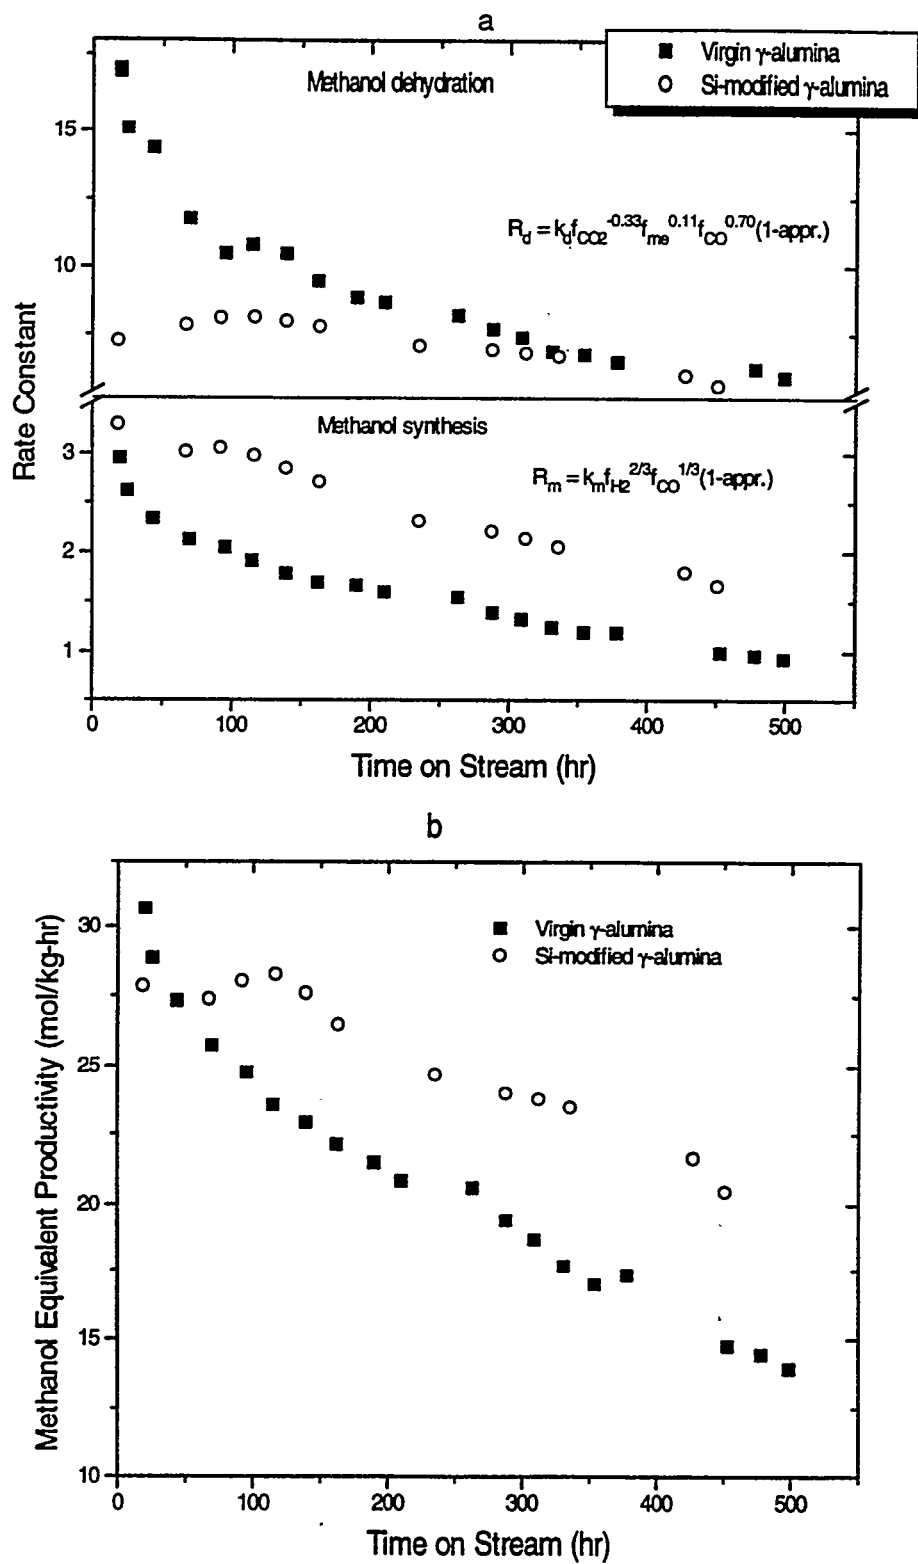 a
Virgin γ-alumina
Si-modified γ-alumina
Methanol dehydration
15
R_d = k_d f_CO2^-0.33 f_me^0.11 f_CO^0.70 (1-appr.)
10
Rate Constant
Methanol synthesis
3
R_m = k_m f_H2^2/3 f_CO^1/3 (1-appr.)
2
1
0 100 200 300 400 500
Time on Stream (hr)
b
30
Virgin γ-alumina
Si-modified γ-alumina
25
Methanol Equivalent Productivity (mol/kg-hr)
20
15
10
0 100 200 300 400 500
Time on Stream (hr)